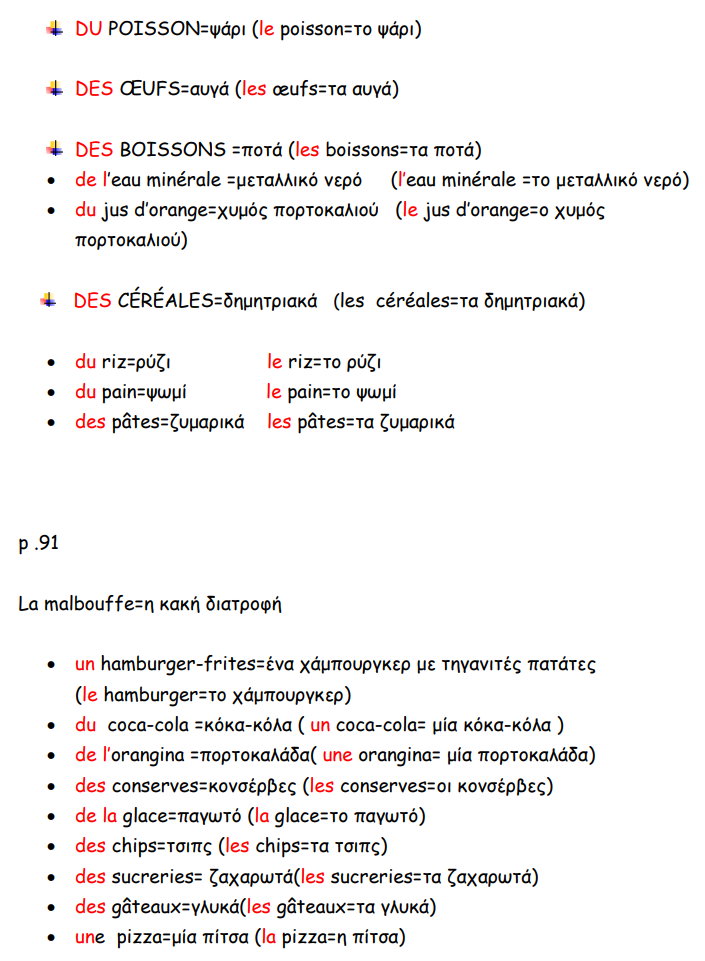 DU POISSON=ψάρι (le poisson=το ψάρι)
DES ŒUFS=αυγά (les œufs=τα αυγά)
DES BOISSONS =ποτά (les boissons=τα ποτά)
de l'eau minérale =μεταλλικό νερό (l'eau minérale =το μεταλλικό νερό)
du jus d'orange=χυμός πορτοκαλιού (le jus d'orange=ο χυμός
πορτοκαλιού)
DES CÉRÉALES=δημητριακά (les céréales=τα δημητριακά)
du riz=ρύζι le riz=το ρύζι
du pain=ψωμί le pain=το ψωμί
des pâtes=ζυμαρικά les pâtes=τα ζυμαρικά
p .91
La malbouffe=η κακή διατροφή
un hamburger-frites=ένα χάμπουργκερ με τηγανιτές πατάτες
(le hamburger=το χάμπουργκερ)
du coca-cola =κόκα-κόλα ( un coca-cola= μία κόκα-κόλα )
de l'orangina =πορτοκαλάδα( une orangina= μία πορτοκαλάδα)
des conserves=κονσέρβες (les conserves=οι κονσέρβες)
de la glace=παγωτό (la glace=το παγωτό)
des chips=τσιπς (les chips=τα τσιπς)
des sucreries= ζαχαρωτά(les sucreries=τα ζαχαρωτά)
des gâteaux=γλυκά(les gâteaux=τα γλυκά)
une pizza=μία πίτσα (la pizza=η πίτσα)